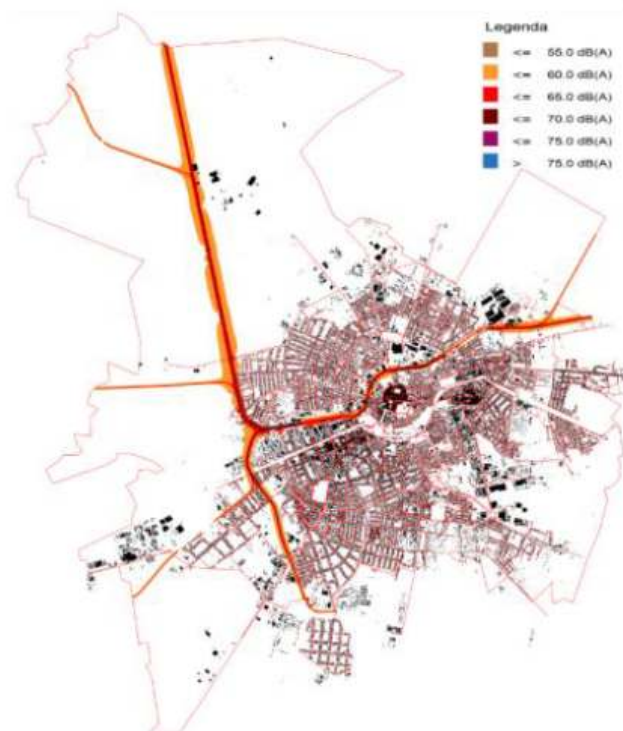 Legenda
<= 55.0 dB(A)
<= 60.0 dB(A)
<= 65.0 dB(A)
<= 70.0 dB(A)
<= 75.0 dB(A)
> 75.0 dB(A)